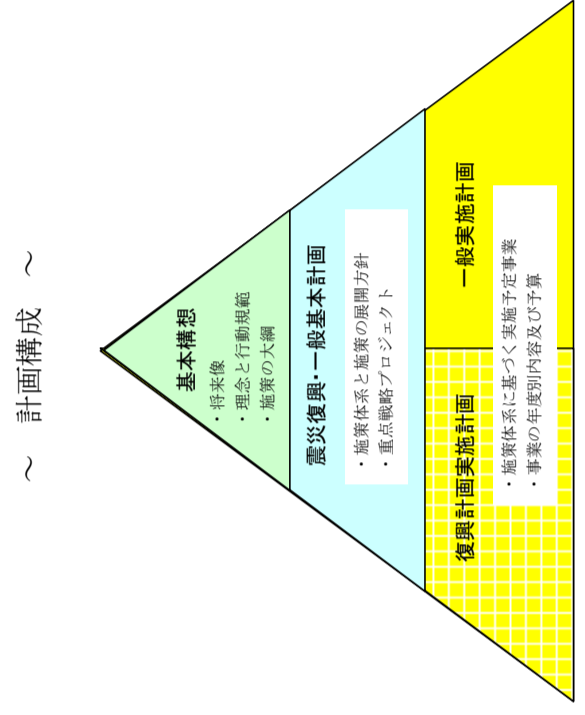 ～ 計画構成 ～
基本構想
・将来像
・理念と行動規範
・施策の大綱
震災復興・一般基本計画
・施策体系と施策の展開方針
・重点戦略プロジェクト
復興計画実施計画
一般実施計画
・施策体系に基づく実施予定事業
・事業の年度別内容及び予算